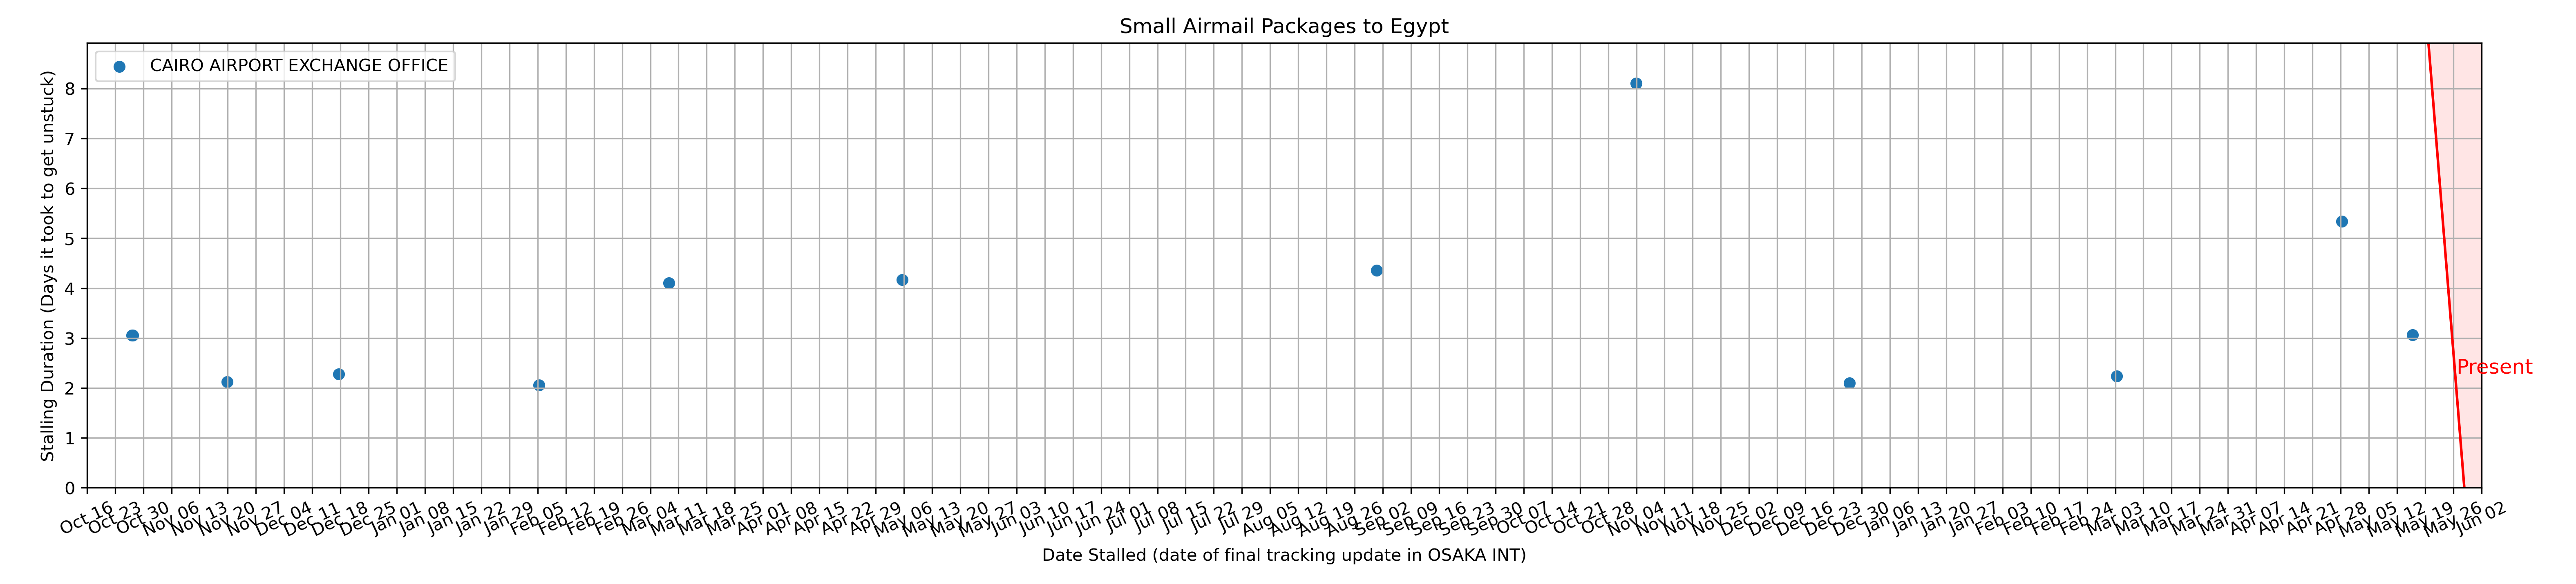 Small Airmail Packages to Egypt
CAIRO AIRPORT EXCHANGE OFFICE
Stalling Duration (Days it took to get unstuck)
8
7
6
5
4
3
2
1
0
Present
Oct 16
Oct 23
Oct 30
Nov 06
Nov 13
Nov 20
Nov 27
Dec 04
Dec 11
Dec 18
Dec 25
Jan 01
Jan 08
Jan 15
Jan 22
Jan 29
Feb 05
Feb 12
Feb 19
Feb 26
Mar 04
Mar 11
Mar 18
Mar 25
Apr 01
Apr 08
Apr 15
Apr 22
Apr 29
May 06
May 13
May 20
May 27
Jun 03
Jun 10
Jun 17
Jun 24
Jul 01
Jul 08
Jul 15
Jul 22
Jul 29
Aug 05
Aug 12
Aug 19
Aug 26
Sep 02
Sep 09
Sep 16
Sep 23
Sep 30
Oct 07
Oct 14
Oct 21
Oct 28
Nov 04
Nov 11
Nov 18
Nov 25
Dec 02
Dec 09
Dec 16
Dec 23
Dec 30
Jan 06
Jan 13
Jan 20
Jan 27
Feb 03
Feb 10
Feb 17
Feb 24
Mar 03
Mar 10
Mar 17
Mar 24
Mar 31
Apr 07
Apr 14
Apr 21
Apr 28
May 05
May 12
May 19
May 26
Jun 02
Date Stalled (date of final tracking update in OSAKA INT)